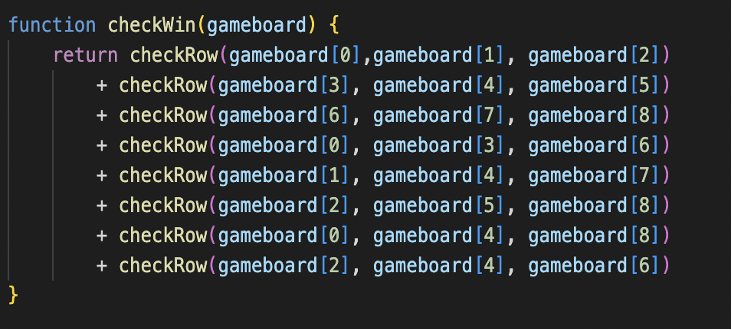 function checkWin(gameboard) {
    return checkRow(gameboard[0],gameboard[1], gameboard[2])
        + checkRow(gameboard[3], gameboard[4], gameboard[5])
        + checkRow(gameboard[6], gameboard[7], gameboard[8])
        + checkRow(gameboard[0], gameboard[3], gameboard[6])
        + checkRow(gameboard[1], gameboard[4], gameboard[7])
        + checkRow(gameboard[2], gameboard[5], gameboard[8])
        + checkRow(gameboard[0], gameboard[4], gameboard[8])
        + checkRow(gameboard[2], gameboard[4], gameboard[6])
}